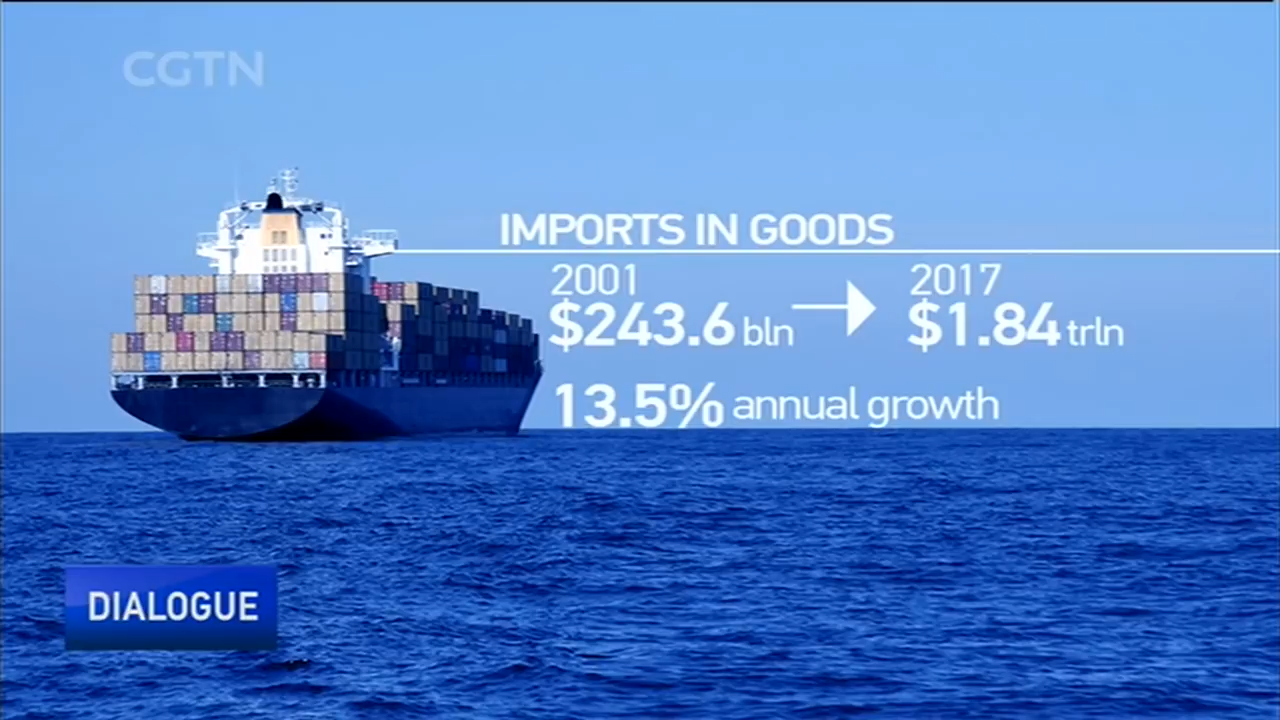 CGTN
IMPORTS IN GOODS
2001
2017
$243.6 bln
$1.84 trln
13.5% annual growth
DIALOGUE